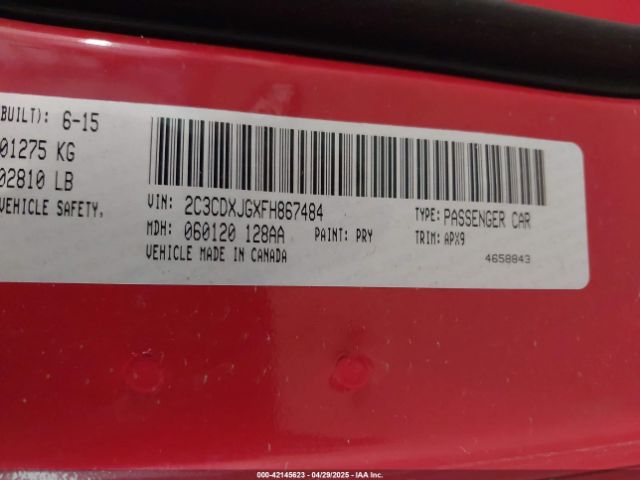 (BUILT): 6-15
01275 KG
02810 LB
VEHICLE SAFETY,
VIN: 2C3CDXJGXFH867484
TYPE: PASSENGER CAR
MDH: 060120 128AA PAINT: PRY
TRIM: APX9
VEHICLE MADE IN CANADA
4658843
000-42145623 - 04/29/2025 - IAA Inc.